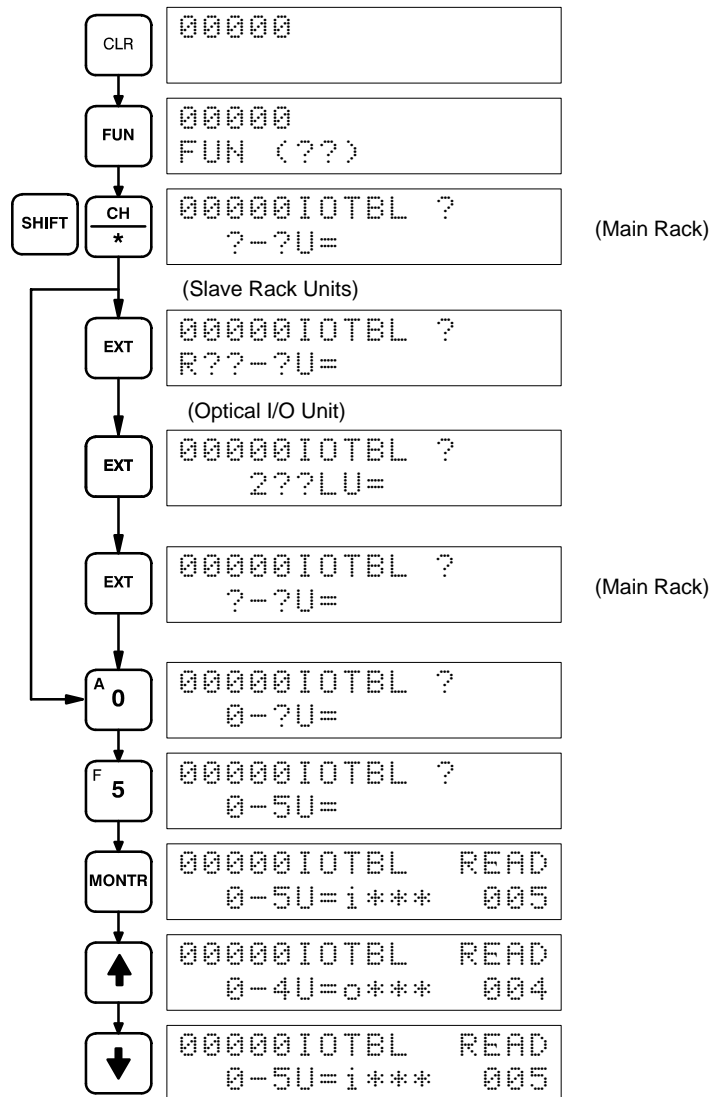 CLR
00000
FUN
00000
FUN (??)
SHIFT
CH
*
00000IOTBL ?
?-?U=
(Main Rack)
(Slave Rack Units)
EXT
00000IOTBL ?
R??-?U=
(Optical I/O Unit)
EXT
00000IOTBL ?
2??LU=
EXT
00000IOTBL ?
?-?U=
(Main Rack)
A
0
00000IOTBL ?
0-?U=
F
5
00000IOTBL ?
0-5U=
MONTR
00000IOTBL READ
0-5U=i*** 005
00000IOTBL READ
0-4U=o*** 004
00000IOTBL READ
0-5U=i*** 005